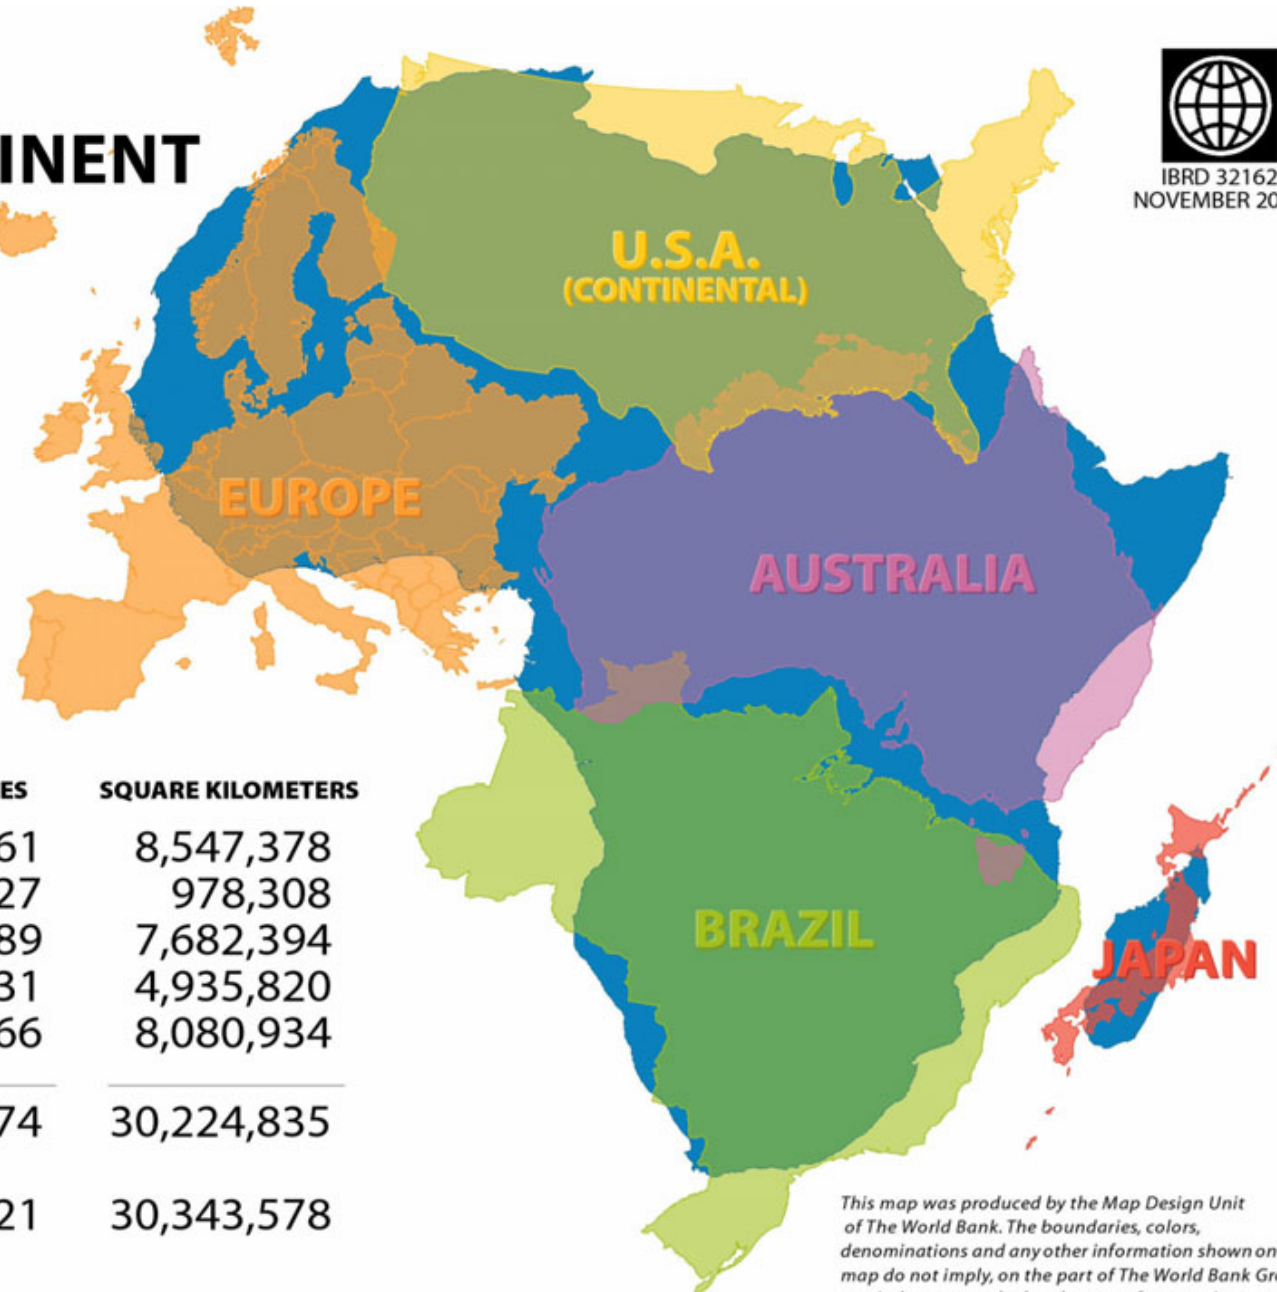 INENT
IBRD 32162
NOVEMBER 20
U.S.A.
(CONTINENTAL)
EUROPE
AUSTRALIA
ES SQUARE KILOMETERS
61 8,547,378
27 978,308
89 7,682,394
31 4,935,820
66 8,080,934
74 30,224,835
21 30,343,578
BRAZIL
JAPAN
This map was produced by the Map Design Unit
of The World Bank. The boundaries, colors,
denominations and any other information shown on
map do not imply, on the part of The World Bank Gr